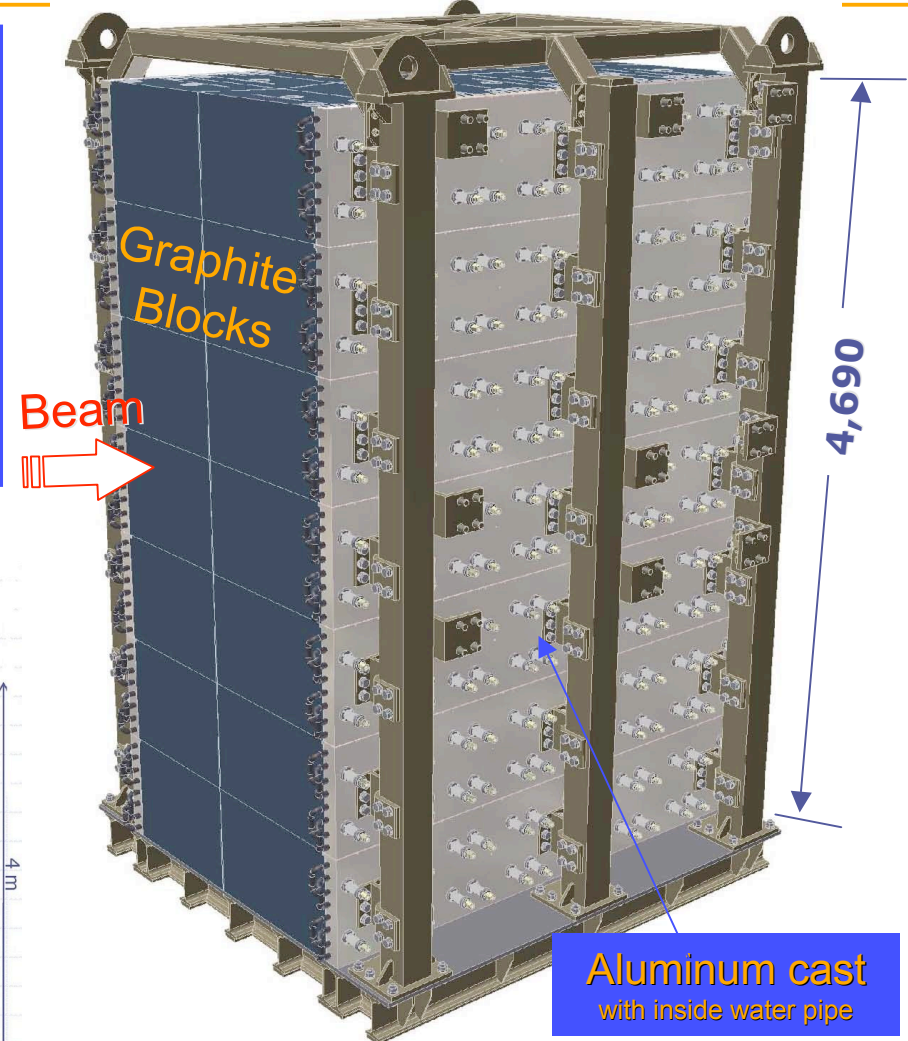 Graphite
Blocks
Beam
4,690
4 m
Aluminum cast
with inside water pipe